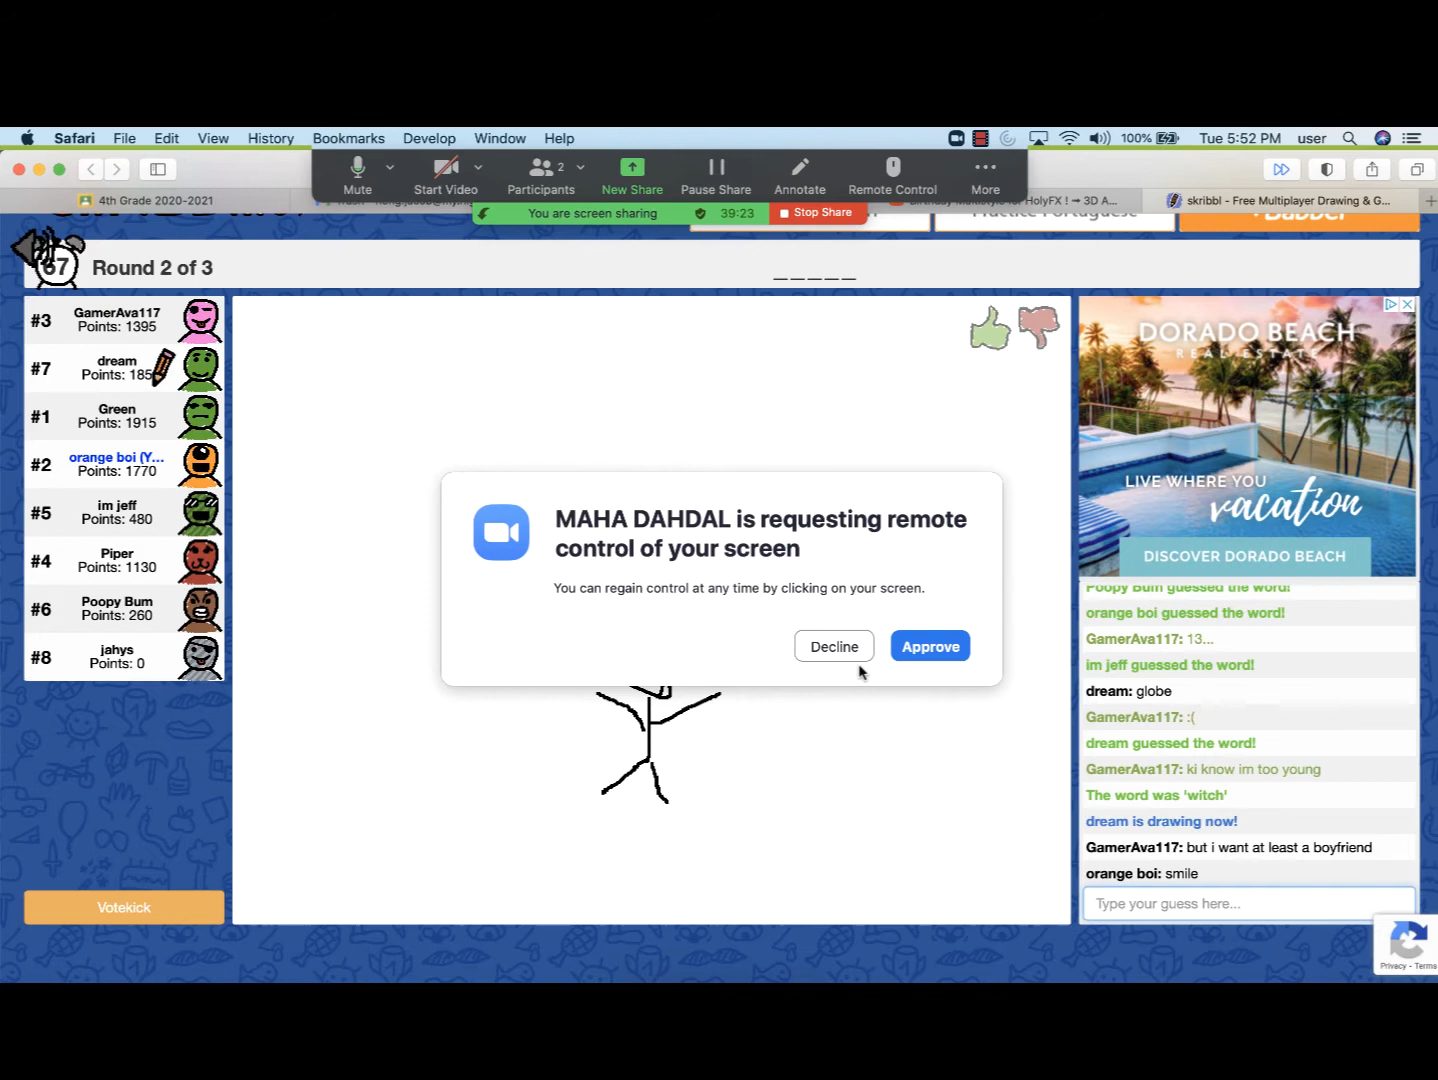 Safari File Edit View History Bookmarks Develop Window Help 100% Tue 5:52 PM user
Mute Start Video Participants 2 New Share Pause Share Annotate Remote Control More
4th Grade 2020-2021
skribbl - Free Multiplayer Drawing & G...
You are screen sharing 39:23 Stop Share
67 Round 2 of 3 _ _ _ _ _
#3 GamerAva117
Points: 1395
#7 dream
Points: 185
#1 Green
Points: 1915
#2 orange boi (Y...
Points: 1770
#5 im jeff
Points: 480
#4 Piper
Points: 1130
#6 Poopy Bum
Points: 260
#8 jahys
Points: 0
Votekick
MAHA DAHDAL is requesting remote
control of your screen
You can regain control at any time by clicking on your screen.
Decline Approve
DORADO BEACH
REAL ESTATE
LIVE WHERE YOU
vacation
DISCOVER DORADO BEACH
Poopy Bum guessed the word!
orange boi guessed the word!
GamerAva117: 13...
im jeff guessed the word!
dream: globe
GamerAva117: :(
dream guessed the word!
GamerAva117: ki know im too young
The word was 'witch'
dream is drawing now!
GamerAva117: but i want at least a boyfriend
orange boi: smile
Type your guess here...
Privacy - Terms